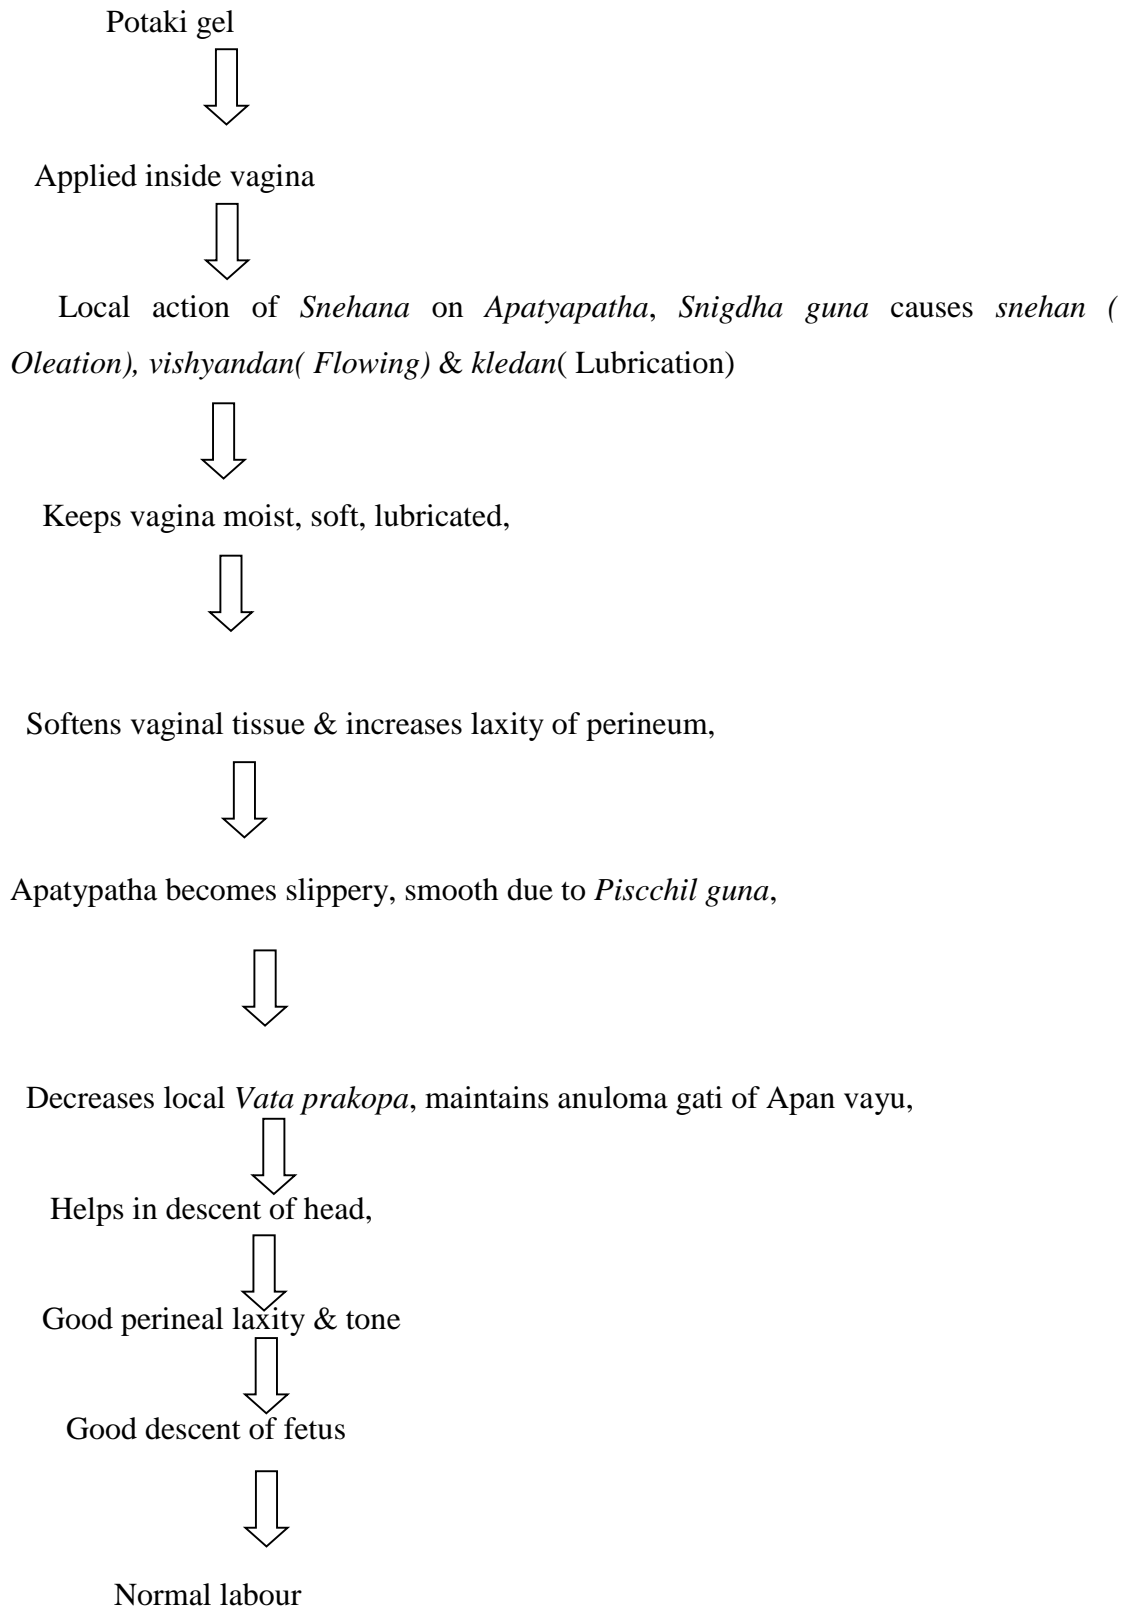 Potaki gel
Applied inside vagina
Local action of Snehana on Apatyapatha, Snigdha guna causes snehan (
Oleation), vishyandan( Flowing) & kledan( Lubrication)
Keeps vagina moist, soft, lubricated,
Softens vaginal tissue & increases laxity of perineum,
Apatypatha becomes slippery, smooth due to Piscchil guna,
Decreases local Vata prakopa, maintains anuloma gati of Apan vayu,
Helps in descent of head,
Good perineal laxity & tone
Good descent of fetus
Normal labour